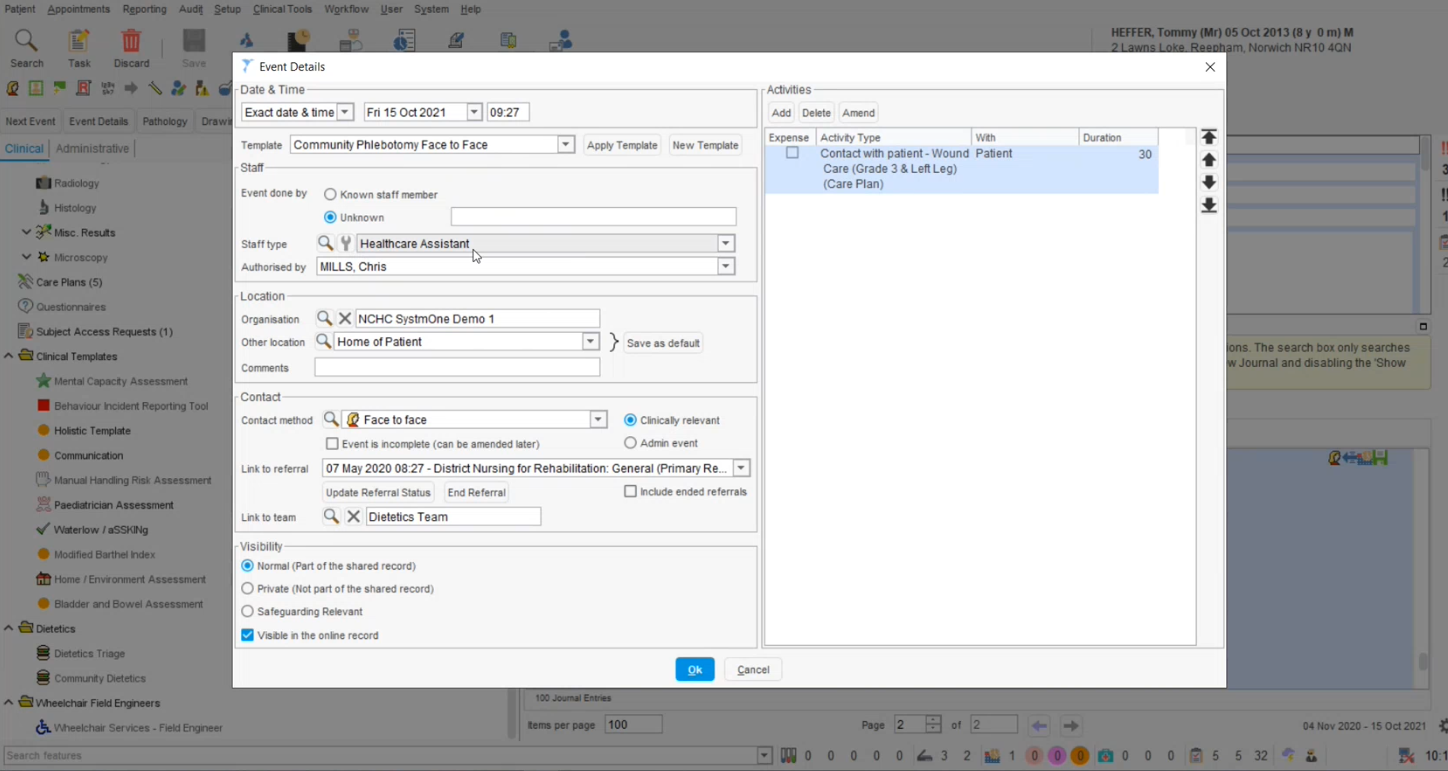 Patient Appointments Reporting Audit Setup Clinical Tools Workflow User System Help
HEFFER, Tommy (Mr) 05 Oct 2013 (8 y 0 m) M
2 Lawns Loke, Reepham, Norwich NR10 4QN
Search Task Discard Save
Next Event Event Details Pathology Drawi
Clinical Administrative
Radiology
Histology
Misc. Results
Microscopy
Care Plans (5)
Questionnaires
Subject Access Requests (1)
Clinical Templates
Mental Capacity Assessment
Behaviour Incident Reporting Tool
Holistic Template
Communication
Manual Handling Risk Assessment
Paediatrician Assessment
Waterlow / aSSKINg
Modified Barthel Index
Home / Environment Assessment
Bladder and Bowel Assessment
Dietetics
Dietetics Triage
Community Dietetics
Wheelchair Field Engineers
Wheelchair Services - Field Engineer
Event Details
Date & Time
Exact date & time Fri 15 Oct 2021 09:27
Template Community Phlebotomy Face to Face Apply Template New Template
Staff
Event done by Known staff member
Unknown
Staff type Healthcare Assistant
Authorised by MILLS, Chris
Location
Organisation NCHC SystmOne Demo 1
Other location Home of Patient } Save as default
Comments
Contact
Contact method Face to face Clinically relevant
Event is incomplete (can be amended later) Admin event
Link to referral 07 May 2020 08:27 - District Nursing for Rehabilitation: General (Primary Re...
Update Referral Status End Referral Include ended referrals
Link to team Dietetics Team
Visibility
Normal (Part of the shared record)
Private (Not part of the shared record)
Safeguarding Relevant
Visible in the online record
Activities
Add Delete Amend
Expense Activity Type With Duration
Contact with patient - Wound Patient 30
Care (Grade 3 & Left Leg)
(Care Plan)
Ok Cancel
ions. The search box only searches
w Journal and disabling the 'Show
100 Journal Entries
Items per page 100 Page 2 of 2 04 Nov 2020 - 15 Oct 2021
Search features 0 0 0 0 0 3 2 1 0 0 0 0 0 0 5 5 32 10:1